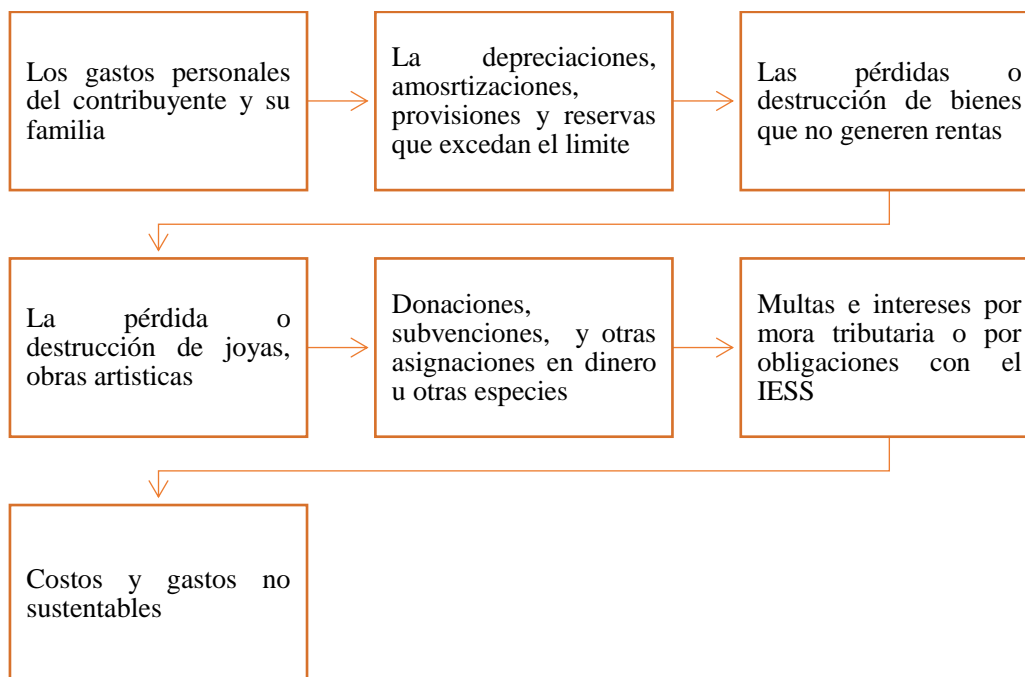 Los gastos personales
del contribuyente y su
familia
La depreciaciones,
amosrtizaciones,
provisiones y reservas
que excedan el limite
Las pérdidas o
destrucción de bienes
que no generen rentas
La pérdida o
destrucción de joyas,
obras artisticas
Donaciones,
subvenciones, y otras
asignaciones en dinero
u otras especies
Multas e intereses por
mora tributaria o por
obligaciones con el
IESS
Costos y gastos no
sustentables